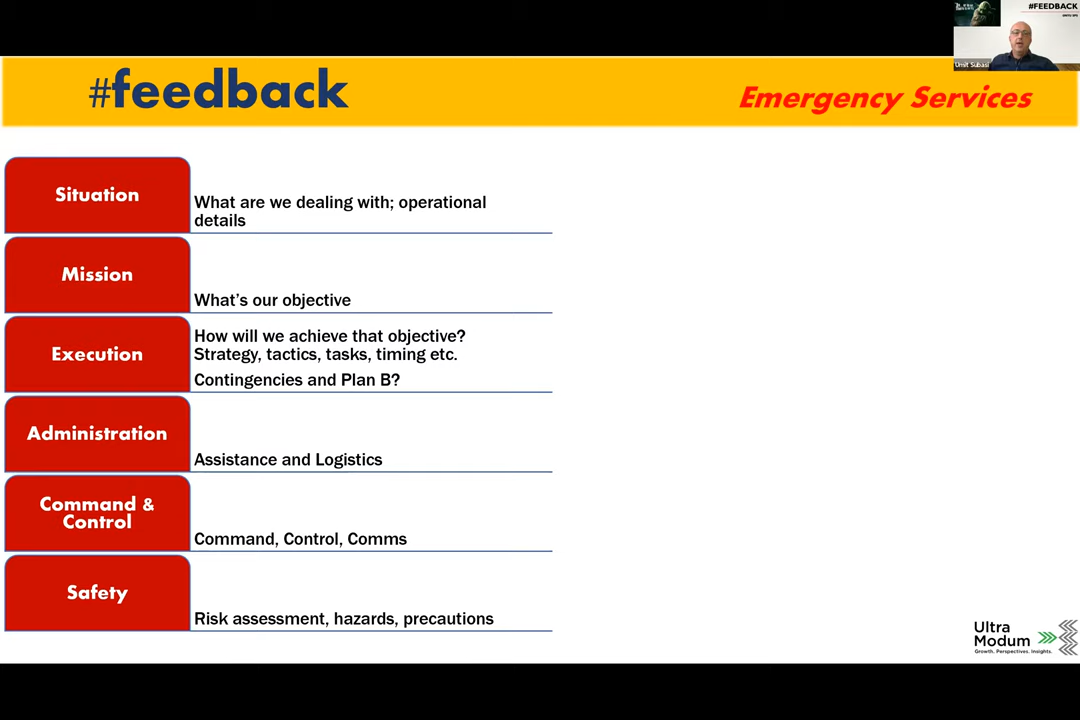 #FEEDBACK
Umit Subasi
#feedback
Emergency Services
Situation
What are we dealing with; operational
details
Mission
What's our objective
Execution
How will we achieve that objective?
Strategy, tactics, tasks, timing etc.
Contingencies and Plan B?
Administration
Assistance and Logistics
Command &
Control
Command, Control, Comms
Safety
Risk assessment, hazards, precautions
Ultra
Modum
Growth. Perspectives. Insights.